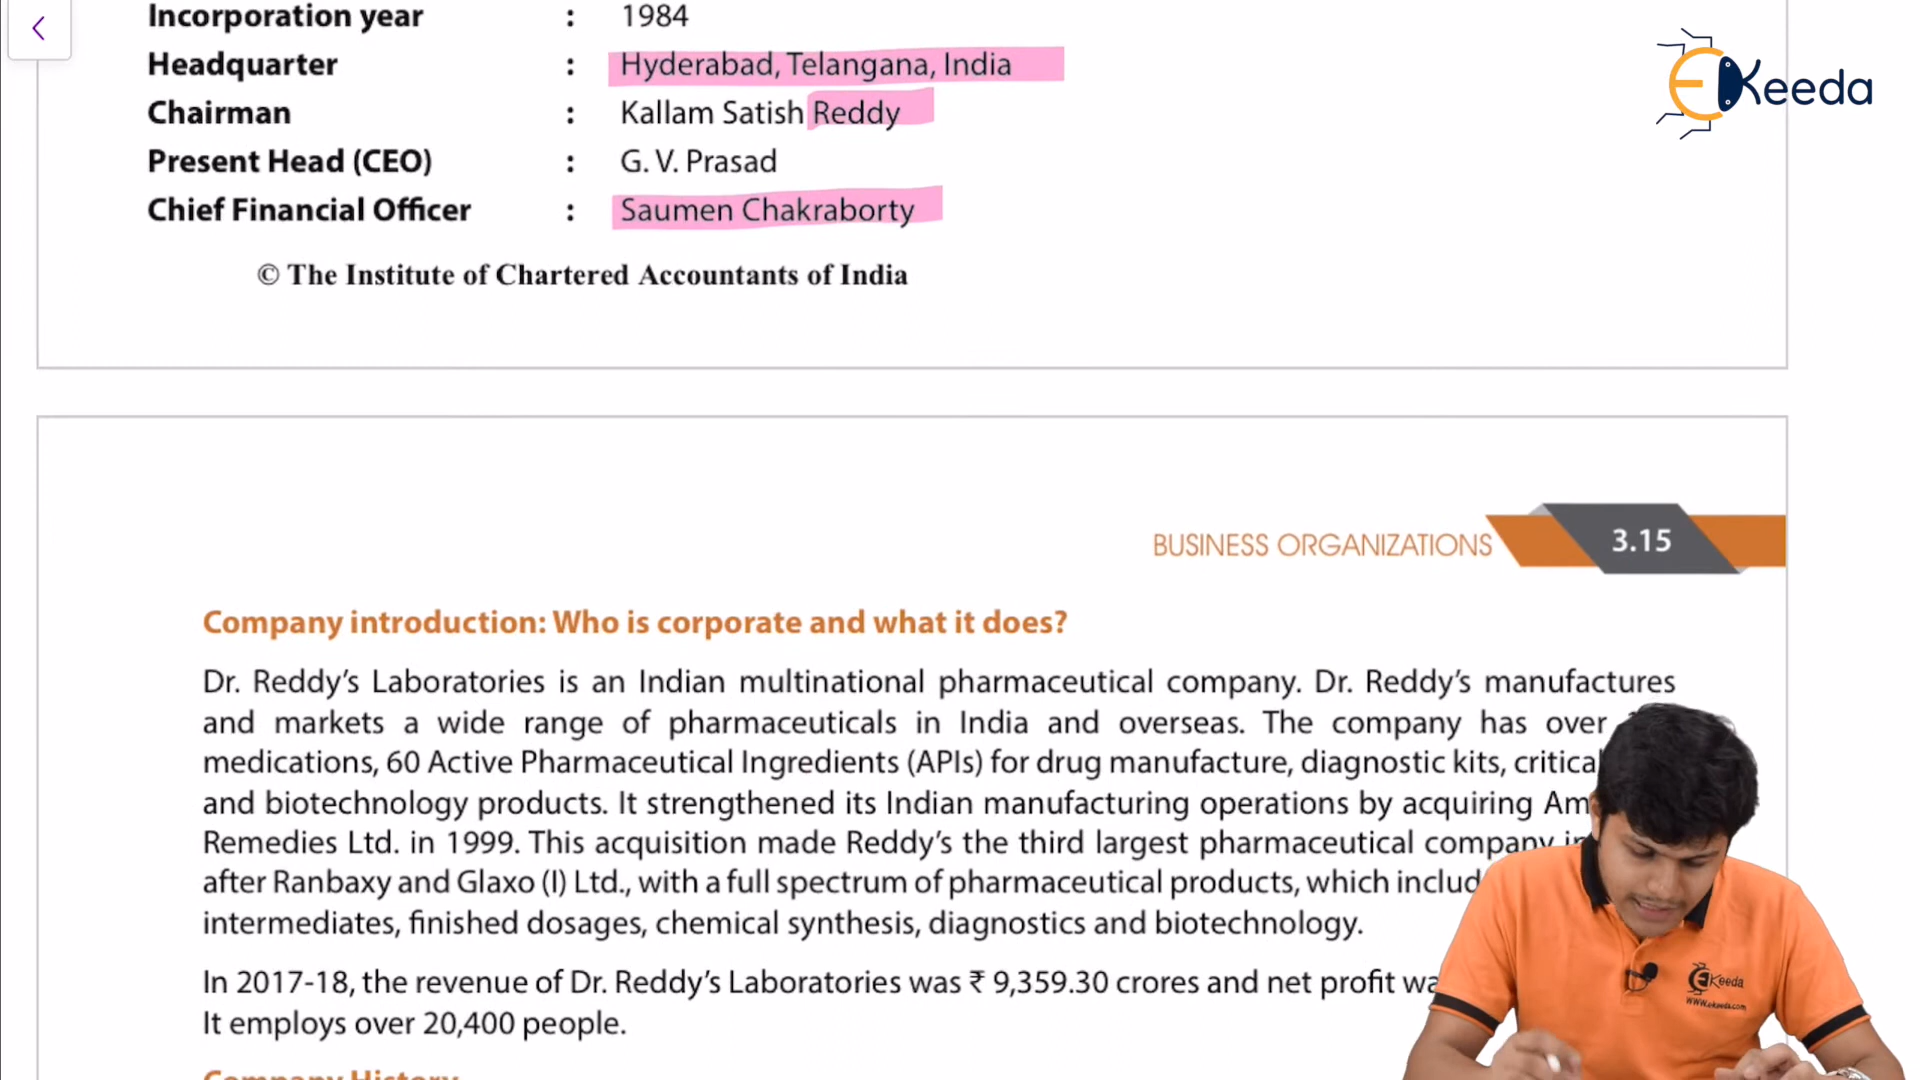 Incorporation year : 1984
Headquarter : Hyderabad, Telangana, India
Chairman : Kallam Satish Reddy
Present Head (CEO) : G. V. Prasad
Chief Financial Officer : Saumen Chakraborty
© The Institute of Chartered Accountants of India
Keeda
BUSINESS ORGANIZATIONS 3.15
Company introduction: Who is corporate and what it does?
Dr. Reddy's Laboratories is an Indian multinational pharmaceutical company. Dr. Reddy's manufactures
and markets a wide range of pharmaceuticals in India and overseas. The company has over
medications, 60 Active Pharmaceutical Ingredients (APIs) for drug manufacture, diagnostic kits, critical
and biotechnology products. It strengthened its Indian manufacturing operations by acquiring
Remedies Ltd. in 1999. This acquisition made Reddy's the third largest pharmaceutical company
after Ranbaxy and Glaxo (I) Ltd., with a full spectrum of pharmaceutical products, which
intermediates, finished dosages, chemical synthesis, diagnostics and biotechnology.
In 2017-18, the revenue of Dr. Reddy's Laboratories was ₹ 9,359.30 crores and net profit
It employs over 20,400 people.
Company History
Keeda
www.ekeeda.com